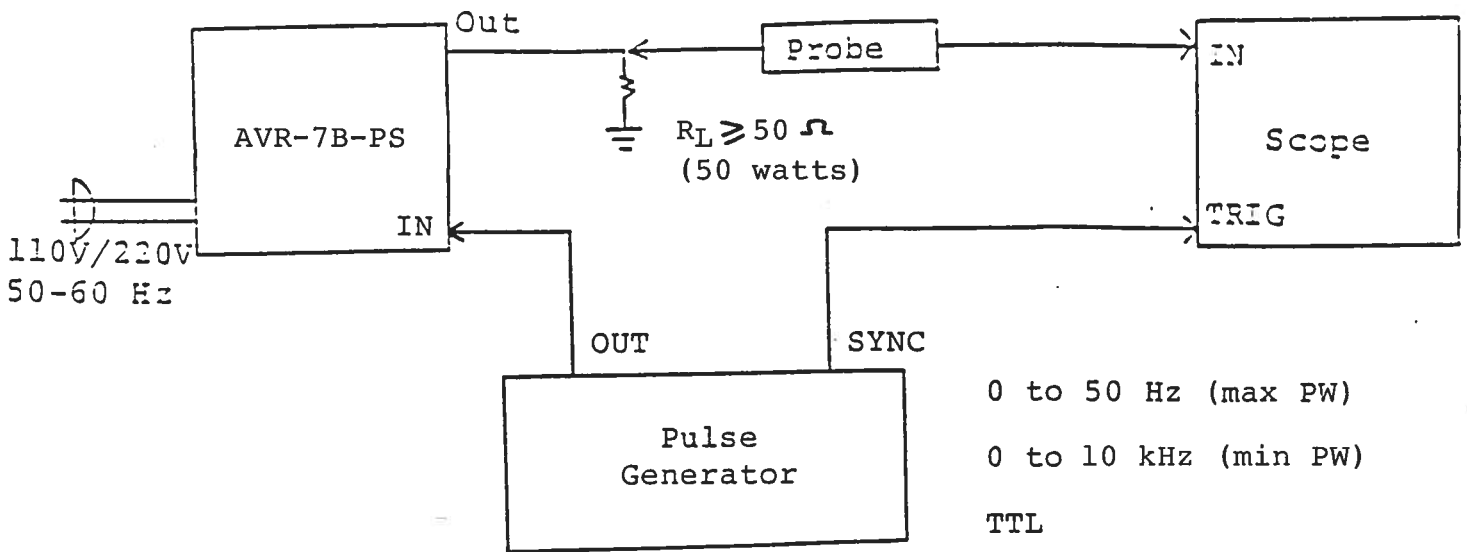 Out
Probe
IN
AVR-7B-PS
RL ≥ 50 Ω
(50 watts)
Scope
IN
TRIG
110V/220V
50-60 Hz
OUT
SYNC
Pulse
Generator
0 to 50 Hz (max PW)
0 to 10 kHz (min PW)
TTL